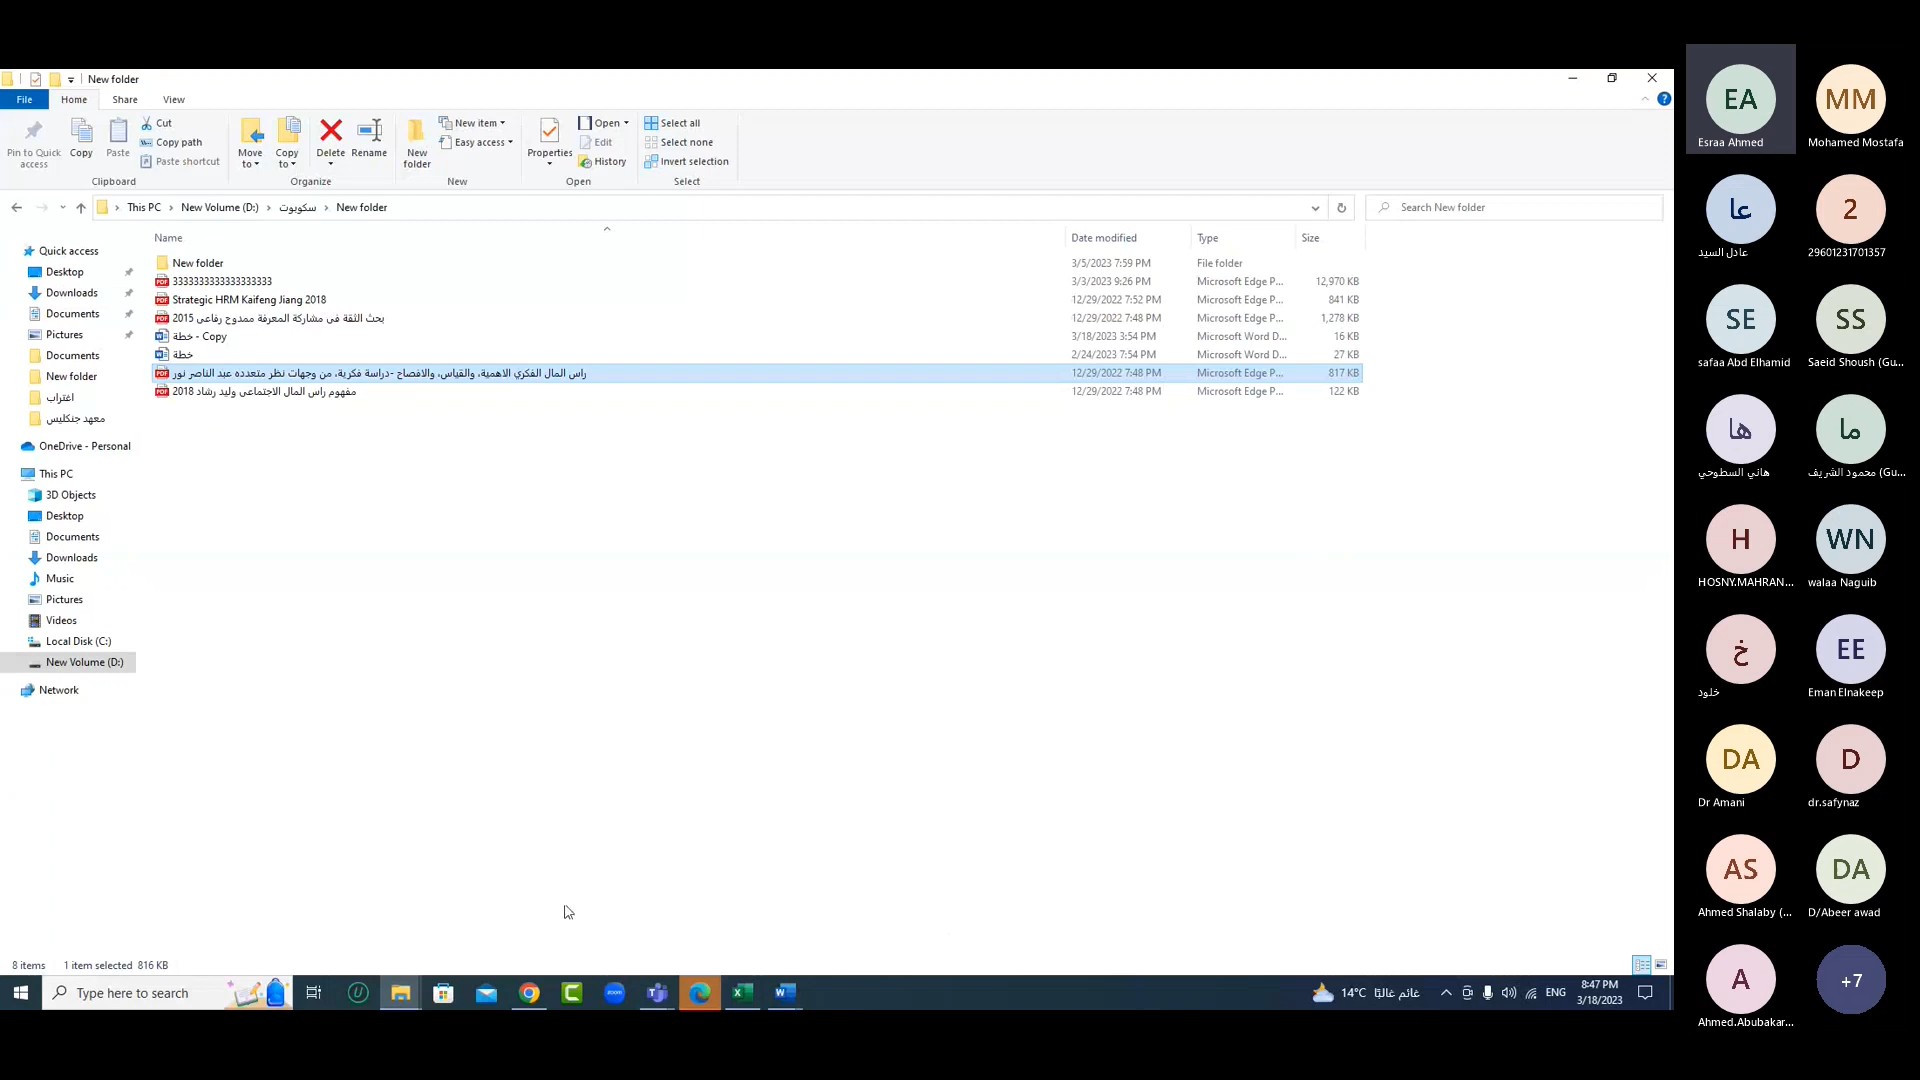 New folder
File Home Share View
Pin to Quick access
Copy
Paste
Cut
Copy path
Paste shortcut
Clipboard
Move to
Copy to
Delete
Rename
Organize
New folder
New item
Easy access
New
Properties
Open
Edit
History
Open
Select all
Select none
Invert selection
Select
This PC New Volume (D:) سكوبوت New folder
Search New folder
Name Date modified Type Size
New folder 3/5/2023 7:59 PM File folder
3333333333333333333 3/3/2023 9:26 PM Microsoft Edge P... 12,970 KB
Strategic HRM Kaifeng Jiang 2018 12/29/2022 7:52 PM Microsoft Edge P... 841 KB
بحث الثقة فى مشاركة المعرفة ممدوح رفاعى 2015 12/29/2022 7:48 PM Microsoft Edge P... 1,278 KB
خطة - Copy 3/18/2023 3:54 PM Microsoft Word D... 16 KB
خطة 2/24/2023 7:54 PM Microsoft Word D... 27 KB
راس المال الفكري الاهمية، والقياس، والافصاح -دراسة فكرية، من وجهات نظر متعدده عبد الناصر نور 12/29/2022 7:48 PM Microsoft Edge P... 817 KB
مفهوم راس المال الاجتماعى وليد رشاد 2018 12/29/2022 7:48 PM Microsoft Edge P... 122 KB
Quick access
Desktop
Downloads
Documents
Pictures
Documents
New folder
اغتراب
معهد جنكليس
OneDrive - Personal
This PC
3D Objects
Desktop
Documents
Downloads
Music
Pictures
Videos
Local Disk (C:)
New Volume (D:)
Network
8 items 1 item selected 816 KB
Type here to search
14°C غائم غالبًا
ENG
8:47 PM
3/18/2023
EA MM
Esraa Ahmed Mohamed Mostafa
عا 2
عادل السيد 29601231701357
SE SS
safaa Abd Elhamid Saeid Shoush (Gu...
ها ما
هاني السطوحي محمود الشريف (Gu...
H WN
HOSNY.MAHRAN... walaa Naguib
خ EE
خلود Eman Elnakeep
DA D
Dr Amani dr.safynaz
AS DA
Ahmed Shalaby (... D/Abeer awad
A +7
Ahmed.Abubakar...